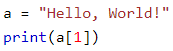 a = "Hello, World!"
print(a[1])